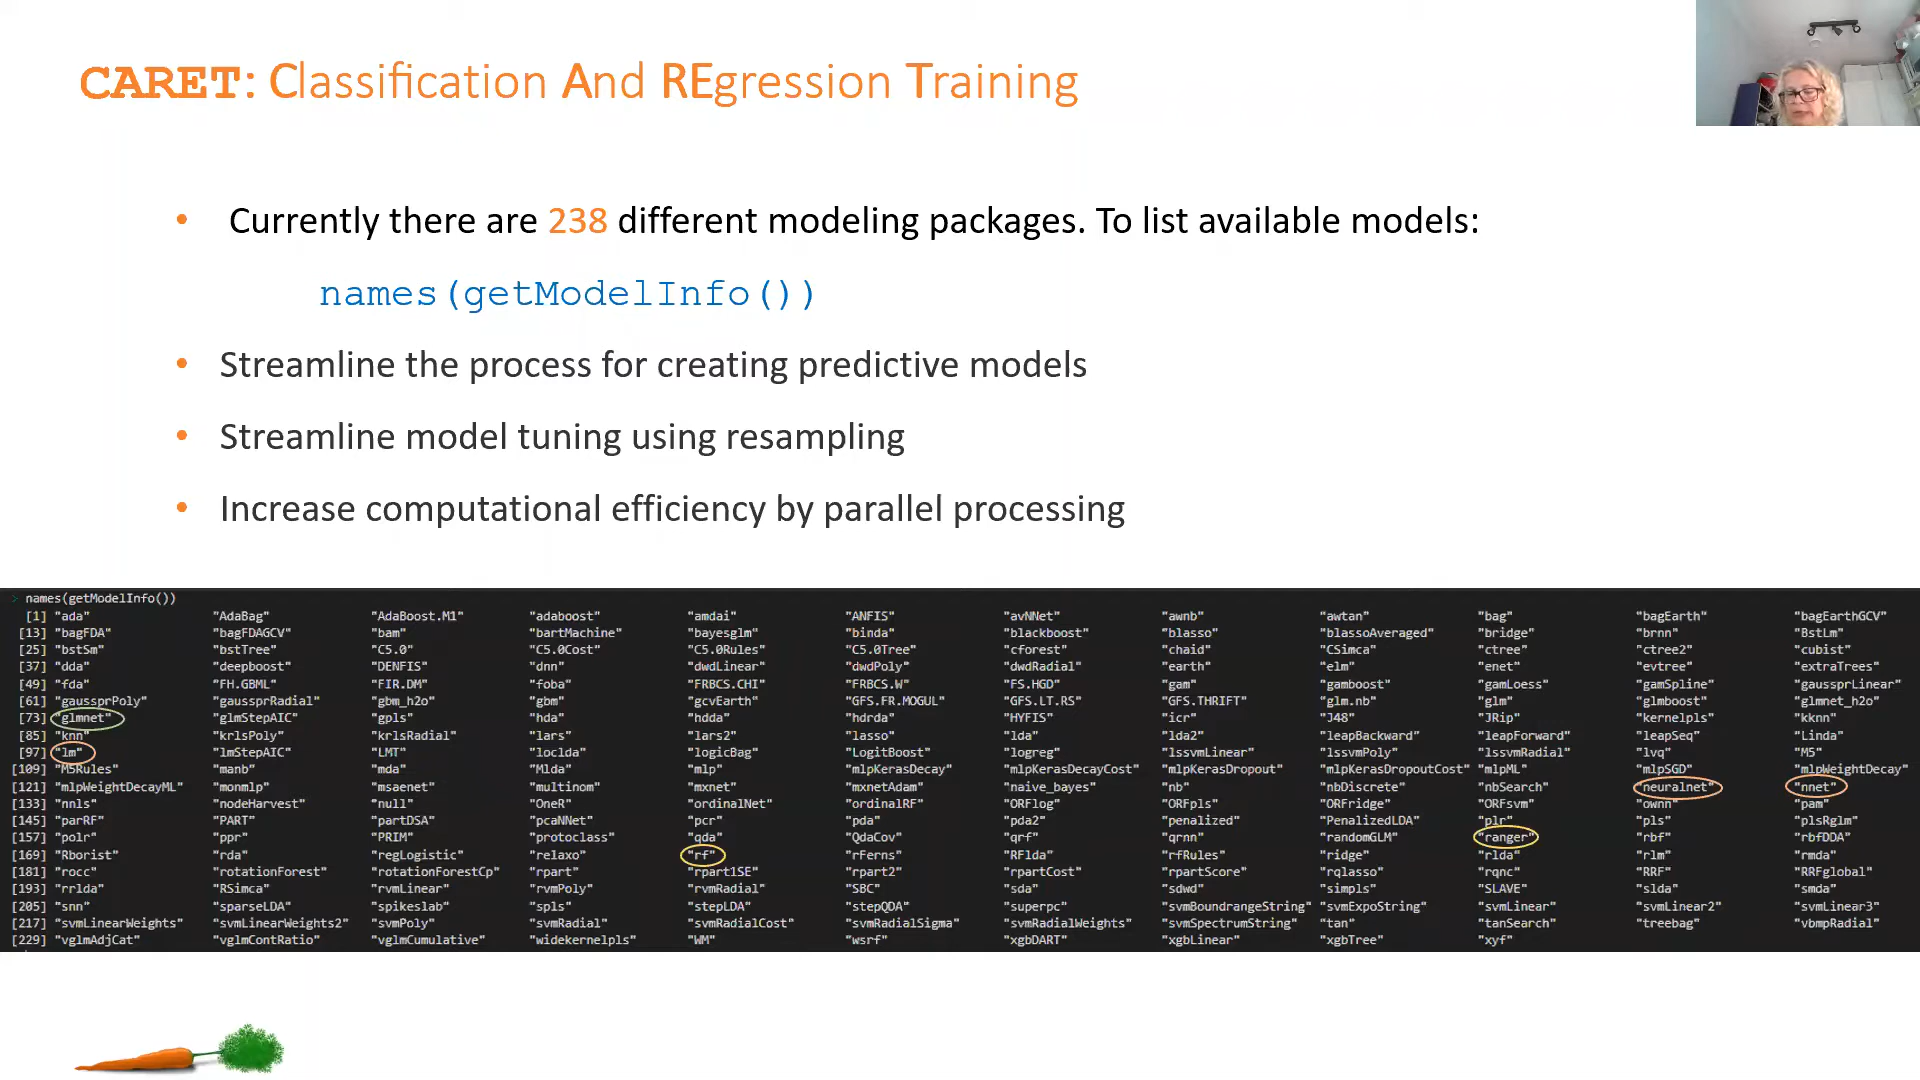 CARET: Classification And REgression Training
• Currently there are 238 different modeling packages. To list available models:
names(getModelInfo())
• Streamline the process for creating predictive models
• Streamline model tuning using resampling
• Increase computational efficiency by parallel processing
> names(getModelInfo())
[1] "ada" "AdaBag" "AdaBoost.M1" "adaboost" "amdai" "ANFIS" "avNNet" "awnb" "awtan" "bag" "bagEarth" "bagEarthGCV"
[13] "bagFDA" "bagFDAGCV" "bam" "bartMachine" "bayesglm" "binda" "blackboost" "blasso" "blassoAveraged" "bridge" "brnn" "BstLm"
[25] "bstSm" "bstTree" "C5.0" "C5.0Cost" "C5.0Rules" "C5.0Tree" "cforest" "chaid" "CSimca" "ctree" "ctree2" "cubist"
[37] "dda" "deepboost" "DENFIS" "dnn" "dwdLinear" "dwdPoly" "dwdRadial" "earth" "elm" "enet" "evtree" "extraTrees"
[49] "fda" "FH.GBML" "FIR.DM" "foba" "FRBCS.CHI" "FRBCS.W" "FS.HGD" "gam" "gamboost" "gamLoess" "gamSpline" "gaussprLinear"
[61] "gaussprPoly" "gaussprRadial" "gbm_h2o" "gbm" "gcvEarth" "GFS.FR.MOGUL" "GFS.LT.RS" "GFS.THRIFT" "glm.nb" "glm" "glmboost" "glmnet_h2o"
[73] "glmnet" "glmStepAIC" "gpls" "hda" "hdda" "hdrda" "HYFIS" "icr" "J48" "JRip" "kernelpls" "kknn"
[85] "knn" "krlsPoly" "krlsRadial" "lars" "lars2" "lasso" "lda" "lda2" "leapBackward" "leapForward" "leapSeq" "Linda"
[97] "lm" "lmStepAIC" "LMT" "loclda" "logicBag" "LogitBoost" "logreg" "lssvmLinear" "lssvmPoly" "lssvmRadial" "lvq" "M5"
[109] "M5Rules" "manb" "mda" "Mlda" "mlp" "mlpKerasDecay" "mlpKerasDecayCost" "mlpKerasDropout" "mlpKerasDropoutCost" "mlpML" "mlpSGD" "mlpWeightDecay"
[121] "mlpWeightDecayML" "monmlp" "msaenet" "multinom" "mxnet" "mxnetAdam" "naive_bayes" "nb" "nbDiscrete" "nbSearch" "neuralnet" "nnet"
[133] "nnls" "nodeHarvest" "null" "OneR" "ordinalNet" "ordinalRF" "ORFlog" "ORFpls" "ORFridge" "ORFsvm" "ownn" "pam"
[145] "parRF" "PART" "partDSA" "pcaNNet" "pcr" "pda" "pda2" "penalized" "PenalizedLDA" "plr" "pls" "plsRglm"
[157] "polr" "ppr" "PRIM" "protoclass" "qda" "QdaCov" "qrf" "qrnn" "randomGLM" "ranger" "rbf" "rbfDDA"
[169] "Rborist" "rda" "regLogistic" "relaxo" "rf" "rFerns" "RFlda" "rfRules" "ridge" "rlda" "rlm" "rmda"
[181] "rocc" "rotationForest" "rotationForestCp" "rpart" "rpart1SE" "rpart2" "rpartCost" "rpartScore" "rqlasso" "rqnc" "RRF" "RRFglobal"
[193] "rrlda" "RSimca" "rvmLinear" "rvmPoly" "rvmRadial" "SBC" "sda" "sdwd" "simpls" "SLAVE" "slda" "smda"
[205] "snn" "sparseLDA" "spikeslab" "spls" "stepLDA" "stepQDA" "superpc" "svmBoundrangeString" "svmExpoString" "svmLinear" "svmLinear2" "svmLinear3"
[217] "svmLinearWeights" "svmLinearWeights2" "svmPoly" "svmRadial" "svmRadialCost" "svmRadialSigma" "svmRadialWeights" "svmSpectrumString" "tan" "tanSearch" "treebag" "vbmpRadial"
[229] "vglmAdjCat" "vglmContRatio" "vglmCumulative" "widekernelpls" "WM" "wsrf" "xgbDART" "xgbLinear" "xgbTree" "xyf"